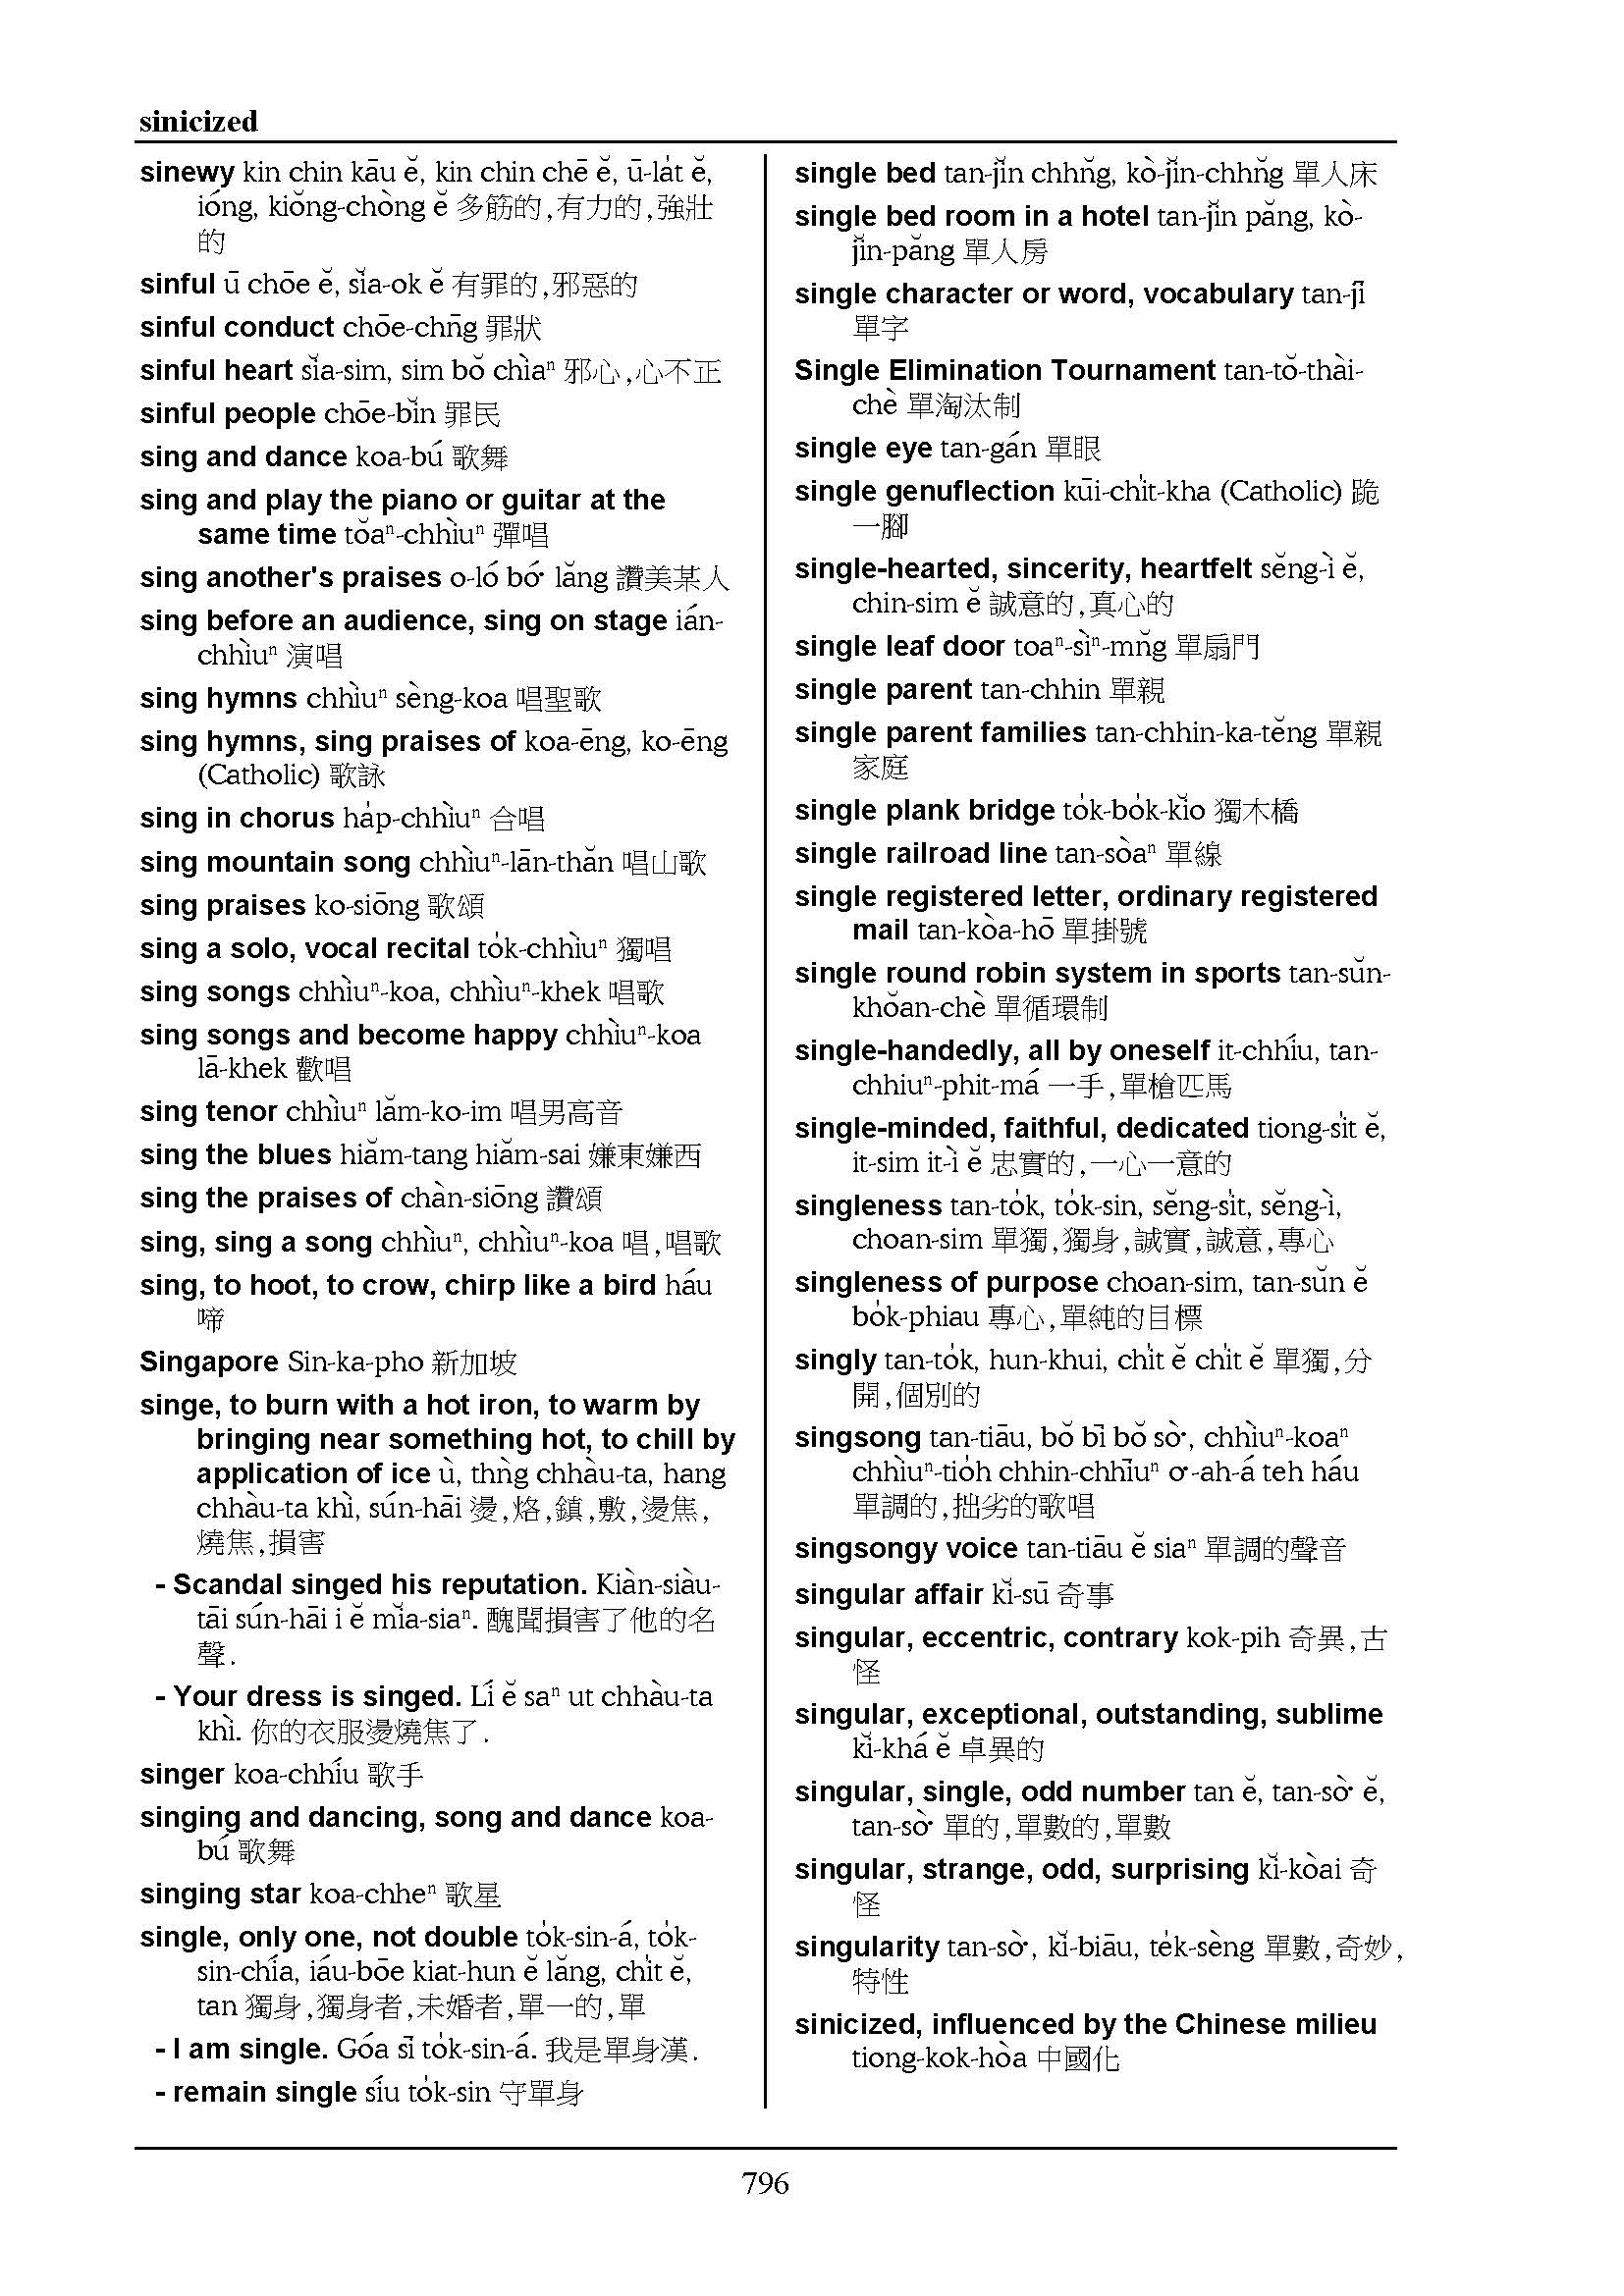 sinicized
sinewy kin chin kāu ĕ, kin chin chē ĕ, ū-la̍t ĕ,
ióng, kiŏng-chòng ĕ 多筋的,有力的,強壯
的
sinful ū chōe ĕ, sĭa-ok ĕ 有罪的,邪惡的
sinful conduct chōe-chn̄g 罪狀
sinful heart sĭa-sim, sim bŏ chìaⁿ 邪心,心不正
sinful people chōe-bĭn 罪民
sing and dance koa-bú 歌舞
sing and play the piano or guitar at the
same time tŏaⁿ-chhìuⁿ 彈唱
sing another's praises o-ló bó͘ lăng 讚美某人
sing before an audience, sing on stage ián-
chhìuⁿ 演唱
sing hymns chhìuⁿ sèng-koa 唱聖歌
sing hymns, sing praises of koa-ēng, ko-ēng
(Catholic) 歌詠
sing in chorus ha̍p-chhìuⁿ 合唱
sing mountain song chhìuⁿ-lān-thăn 唱山歌
sing praises ko-siōng 歌頌
sing a solo, vocal recital to̍k-chhìuⁿ 獨唱
sing songs chhìuⁿ-koa, chhìuⁿ-khek 唱歌
sing songs and become happy chhìuⁿ-koa
lā-khek 歡唱
sing tenor chhìuⁿ lăm-ko-im 唱男高音
sing the blues hiăm-tang hiăm-sai 嫌東嫌西
sing the praises of chàn-siōng 讚頌
sing, sing a song chhìuⁿ, chhìuⁿ-koa 唱,唱歌
sing, to hoot, to crow, chirp like a bird háu
啼
Singapore Sin-ka-pho 新加坡
singe, to burn with a hot iron, to warm by
bringing near something hot, to chill by
application of ice ù, thǹg chhàu-ta, hang
chhàu-ta khì, sún-hāi 燙,烙,鎮,敷,燙焦,
燒焦,損害
- Scandal singed his reputation. Kiàn-siàu-
tāi sún-hāi i ĕ mĭa-siaⁿ. 醜聞損害了他的名
聲.
- Your dress is singed. Lí ĕ saⁿ ut chhàu-ta
khì. 你的衣服燙燒焦了.
singer koa-chhíu 歌手
singing and dancing, song and dance koa-
bú 歌舞
singing star koa-chheⁿ 歌星
single, only one, not double to̍k-sin-á, to̍k-
sin-chía, iáu-bōe kiat-hun ĕ lăng, chi̍t ĕ,
tan 獨身,獨身者,未婚者,單一的,單
- I am single. Góa sī to̍k-sin-á. 我是單身漢.
- remain single síu to̍k-sin 守單身
single bed tan-jĭn chhn̆g, kò-jĭn-chhn̆g 單人床
single bed room in a hotel tan-jĭn păng, kò-
jĭn-păng 單人房
single character or word, vocabulary tan-jī
單字
Single Elimination Tournament tan-tŏ-thài-
chè 單淘汰制
single eye tan-gán 單眼
single genuflection kūi-chi̍t-kha (Catholic) 跪
一腳
single-hearted, sincerity, heartfelt sĕng-ì ĕ,
chin-sim ĕ 誠意的,真心的
single leaf door toaⁿ-sìⁿ-mn̆g 單扇門
single parent tan-chhin 單親
single parent families tan-chhin-ka-tĕng 單親
家庭
single plank bridge to̍k-bo̍k-kĭo 獨木橋
single railroad line tan-sòaⁿ 單線
single registered letter, ordinary registered
mail tan-kòa-hō 單掛號
single round robin system in sports tan-sŭn-
khŏan-chè 單循環制
single-handedly, all by oneself it-chhíu, tan-
chhiuⁿ-phit-má 一手,單槍匹馬
single-minded, faithful, dedicated tiong-si̍t ĕ,
it-sim it-ì ĕ 忠實的,一心一意的
singleness tan-to̍k, to̍k-sin, sĕng-si̍t, sĕng-ì,
choan-sim 單獨,獨身,誠實,誠意,專心
singleness of purpose choan-sim, tan-sŭn ĕ
bo̍k-phiau 專心,單純的目標
singly tan-to̍k, hun-khui, chi̍t ĕ chi̍t ĕ 單獨,分
開,個別的
singsong tan-tiāu, bŏ bī bŏ sò͘, chhìuⁿ-koaⁿ
chhìuⁿ-tio̍h chhin-chhīuⁿ o͘-ah-á teh háu
單調的,拙劣的歌唱
singsongy voice tan-tiāu ĕ siaⁿ 單調的聲音
singular affair kĭ-sū 奇事
singular, eccentric, contrary kok-pih 奇異,古
怪
singular, exceptional, outstanding, sublime
kĭ-khá ĕ 卓異的
singular, single, odd number tan ĕ, tan-sò͘ ĕ,
tan-sò͘ 單的,單數的,單數
singular, strange, odd, surprising kĭ-kòai 奇
怪
singularity tan-sò͘, kĭ-biāu, te̍k-sèng 單數,奇妙,
特性
sinicized, influenced by the Chinese milieu
tiong-kok-hòa 中國化
796